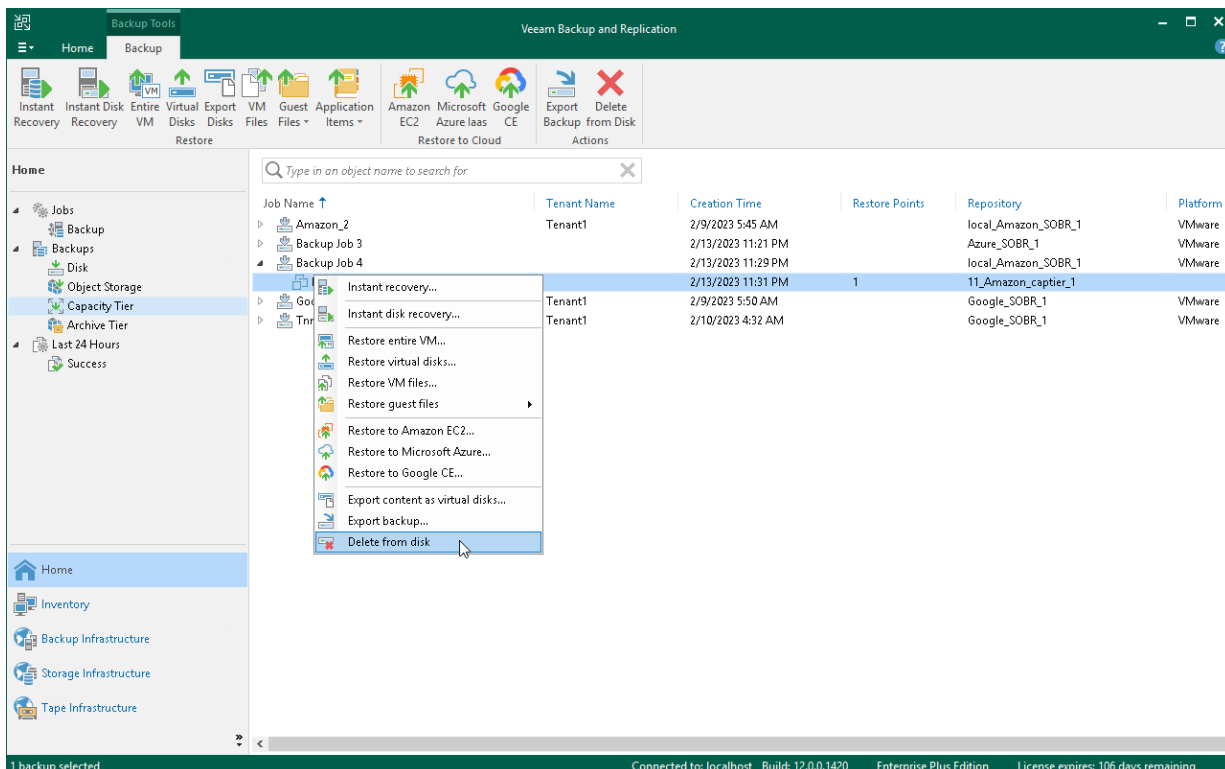 Backup Tools
Veeam Backup and Replication
Home Backup
Instant Recovery
Instant Disk Recovery
Entire VM
Virtual Disks
Export Disks
VM Files
Guest Files
Application Items
Amazon EC2
Microsoft Azure Iaas
Google CE
Export Backup
Delete from Disk
Restore
Restore to Cloud
Actions
Home
Type in an object name to search for
Jobs
Backup
Backups
Disk
Object Storage
Capacity Tier
Archive Tier
Last 24 Hours
Success
Job Name Tenant Name Creation Time Restore Points Repository Platform
Amazon_2 Tenant1 2/9/2023 5:45 AM local_Amazon_SOBR_1 VMware
Backup Job 3 2/13/2023 11:21 PM Azure_SOBR_1 VMware
Backup Job 4 2/13/2023 11:29 PM local_Amazon_SOBR_1 VMware
2/13/2023 11:31 PM 1 11_Amazon_captier_1
Tenant1 2/9/2023 5:50 AM Google_SOBR_1 VMware
Tenant1 2/10/2023 4:32 AM Google_SOBR_1 VMware
Instant recovery...
Instant disk recovery...
Restore entire VM...
Restore virtual disks...
Restore VM files...
Restore guest files
Restore to Amazon EC2...
Restore to Microsoft Azure...
Restore to Google CE...
Export content as virtual disks...
Export backup...
Delete from disk
Home
Inventory
Backup Infrastructure
Storage Infrastructure
Tape Infrastructure
1 backup selected Connected to: localhost Build: 12.0.0.1420 Enterprise Plus Edition License expires: 106 days remaining